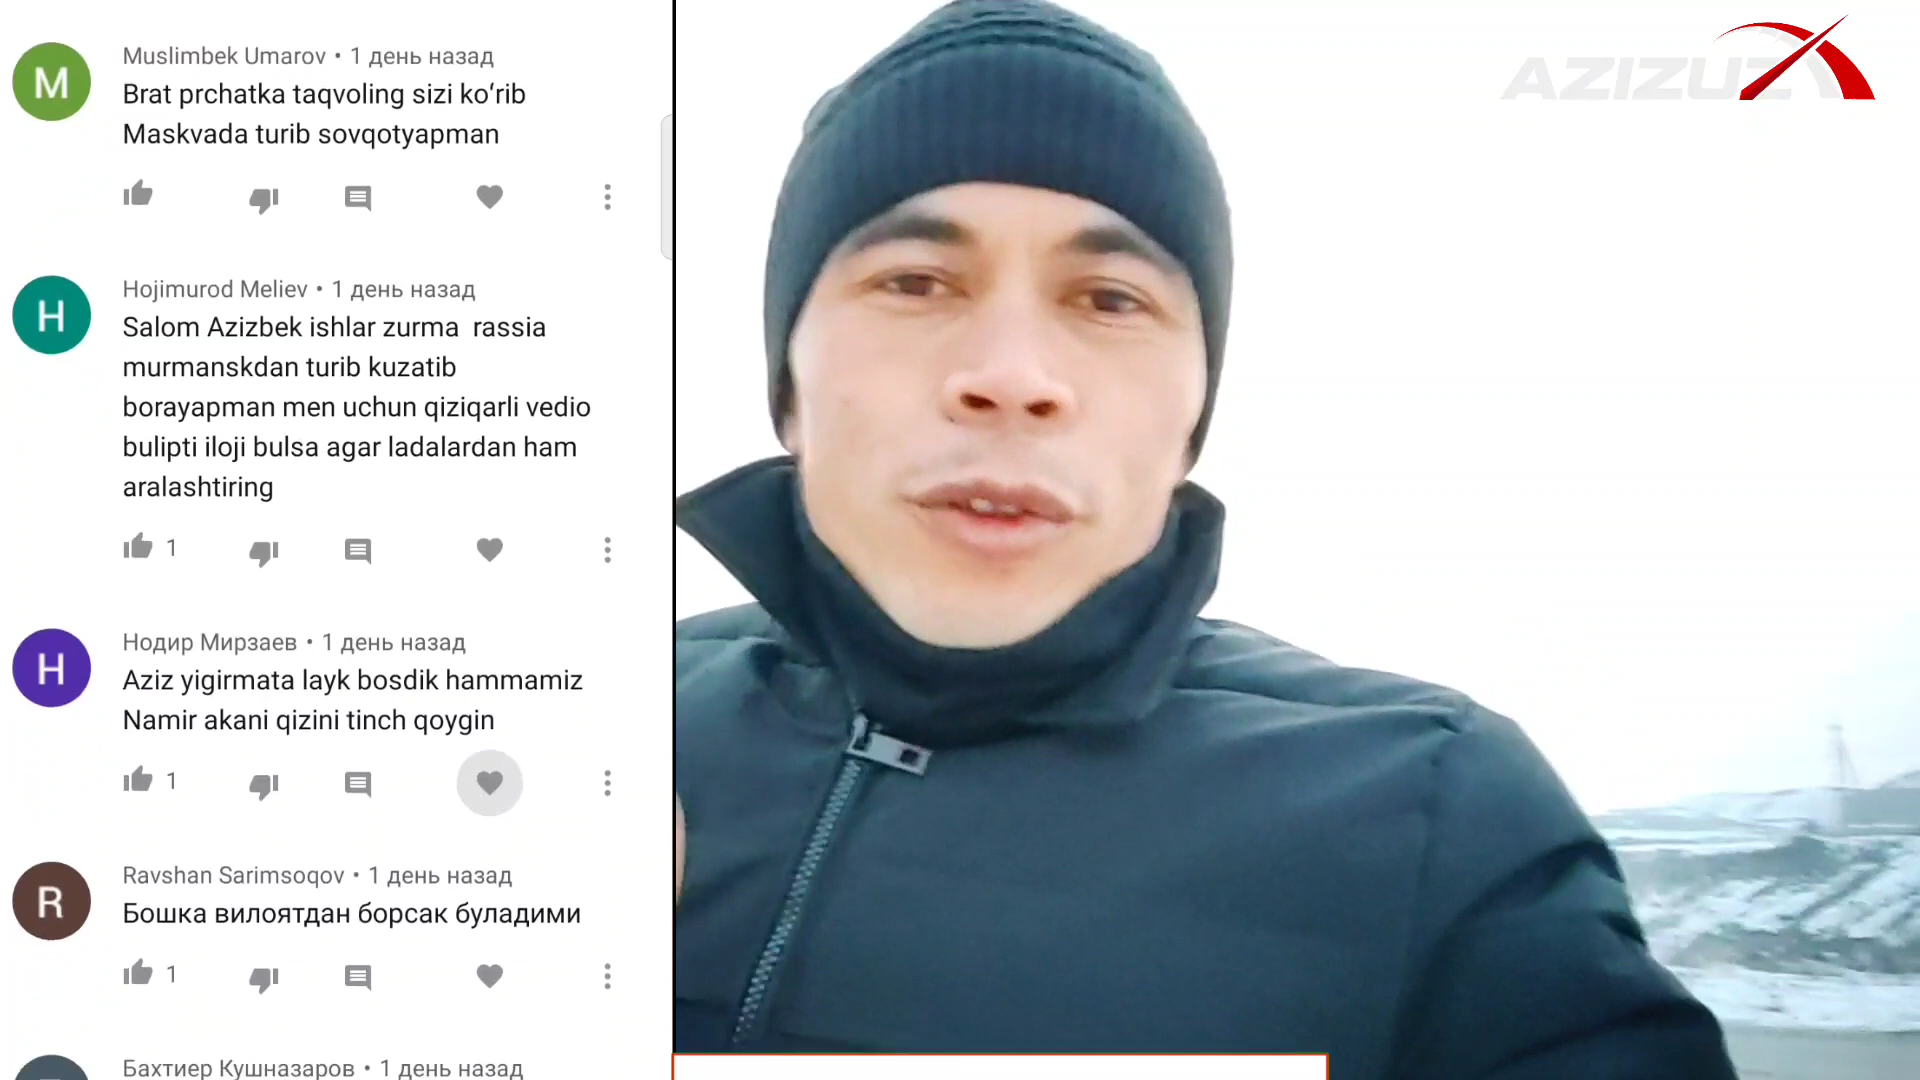 M
Muslimbek Umarov • 1 день назад
Brat prchatka taqvoling sizi koʻrib
Maskvada turib sovqotyapman
H
Hojimurod Meliev • 1 день назад
Salom Azizbek ishlar zurma  rassia
murmanskdan turib kuzatib
borayapman men uchun qiziqarli vedio
bulipti iloji bulsa agar ladalardan ham
aralashtiring
1
Н
Нодир Мирзаев • 1 день назад
Aziz yigirmata layk bosdik hammamiz
Namir akani qizini tinch qoygin
1
R
Ravshan Sarimsoqov • 1 день назад
Бошка вилоятдан борсак буладими
1
Бахтиер Кушназаров • 1 день назад
AZIZUZ